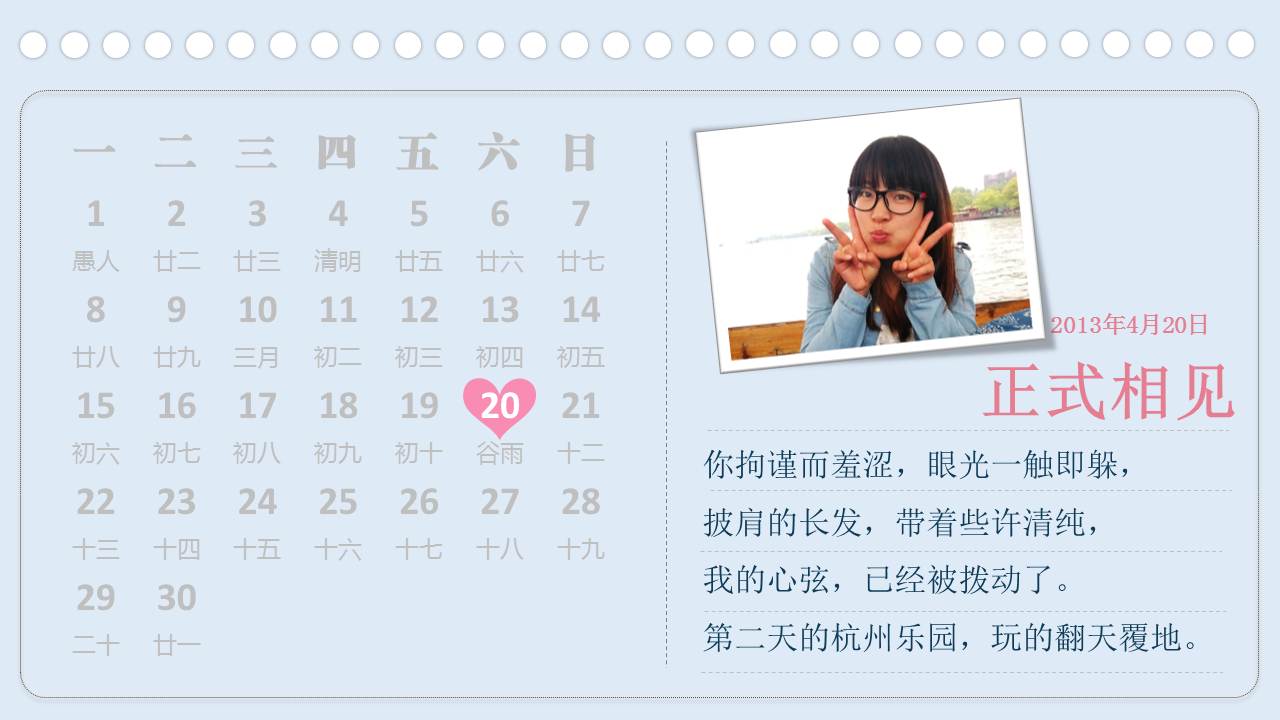 一 二 三 四 五 六 日
1 2 3 4 5 6 7
愚人 廿二 廿三 清明 廿五 廿六 廿七
8 9 10 11 12 13 14
廿八 廿九 三月 初二 初三 初四 初五
15 16 17 18 19 20 21
初六 初七 初八 初九 初十 谷雨 十二
22 23 24 25 26 27 28
十三 十四 十五 十六 十七 十八 十九
29 30
二十 廿一
2013年4月20日
正式相见
你拘谨而羞涩，眼光一触即躲，
披肩的长发，带着些许清纯，
我的心弦，已经被拨动了。
第二天的杭州乐园，玩的翻天覆地。